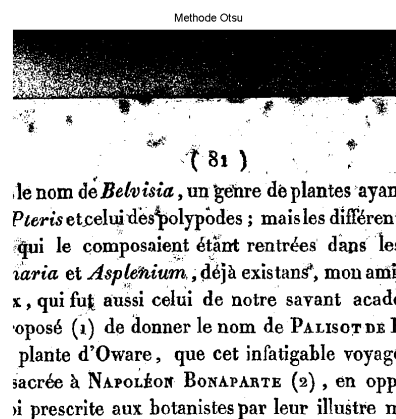 Methode Otsu
( 81 )
le nom de Belvisia, un genre de plantes ayan
Pteris et celui des polypodes ; mais les différen
qui le composaient étant rentrées dans les
naria et Asplenium, déjà existans, mon ami
x, qui fut aussi celui de notre savant acade
oposé (1) de donner le nom de PALISOT DE
plante d'Oware, que cet infatigable voyage
sacrée à NAPOLÉON BONAPARTE (2), en opp
oi prescrite aux botanistes par leur illustre m